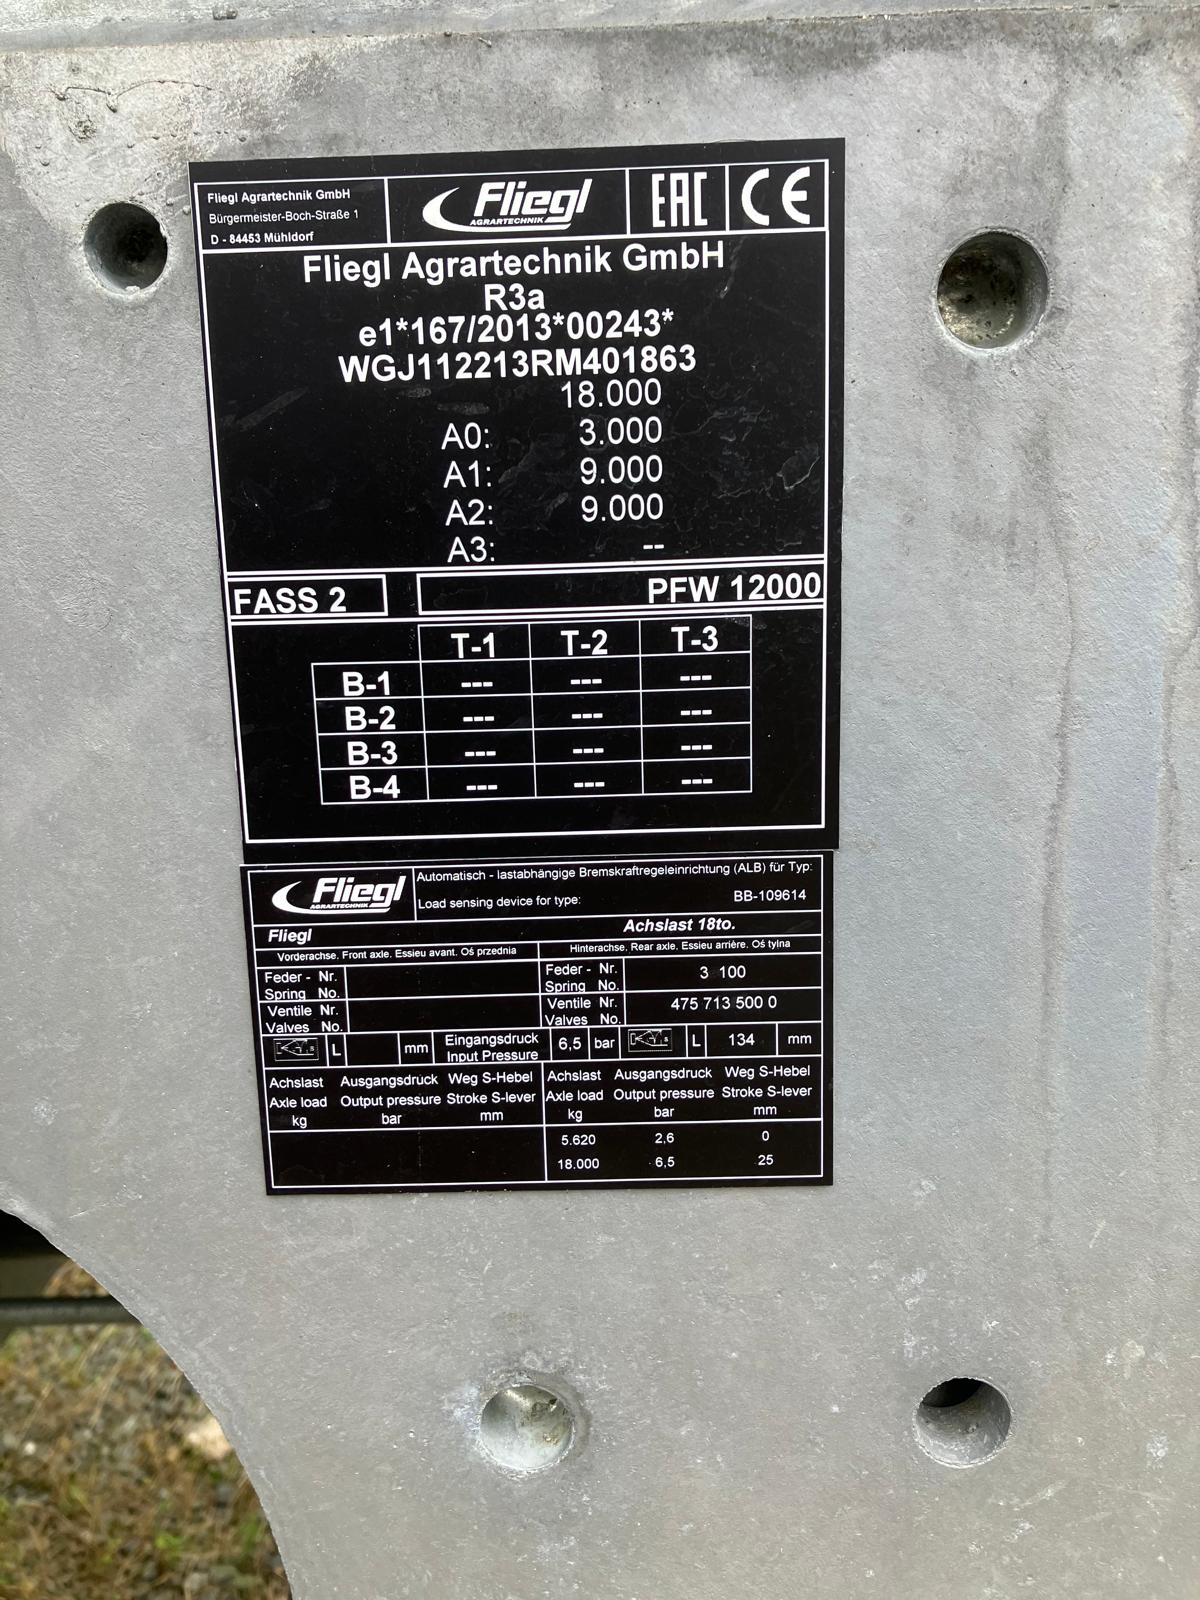 Fliegl Agrartechnik GmbH
Bürgermeister-Boch-Straße 1
D - 84453 Mühldorf
Fliegl
AGRARTECHNIK
EAC
CE
Fliegl Agrartechnik GmbH
R3a
e1*167/2013*00243*
WGJ112213RM401863
18.000
A0: 3.000
A1: 9.000
A2: 9.000
A3: --
FASS 2 PFW 12000
T-1 T-2 T-3
B-1 --- --- ---
B-2 --- --- ---
B-3 --- --- ---
B-4 --- --- ---
Fliegl
AGRARTECHNIK
Automatisch - lastabhängige Bremskraftregeleinrichtung (ALB) für Typ:
Load sensing device for type: BB-109614
Fliegl Achslast 18to.
Vorderachse. Front axle. Essieu avant. Oś przednia
Hinterachse. Rear axle. Essieu arrière. Oś tylna
Feder - Nr.
Spring No.
Feder - Nr.
Spring No.
3 100
Ventile Nr.
Valves No.
Ventile Nr.
Valves No.
475 713 500 0
L mm
Eingangsdruck
Input Pressure
6,5 bar
L 134 mm
Achslast Ausgangsdruck Weg S-Hebel
Axle load Output pressure Stroke S-lever
kg bar mm
Achslast Ausgangsdruck Weg S-Hebel
Axle load Output pressure Stroke S-lever
kg bar mm
5.620 2,6 0
18.000 6,5 25